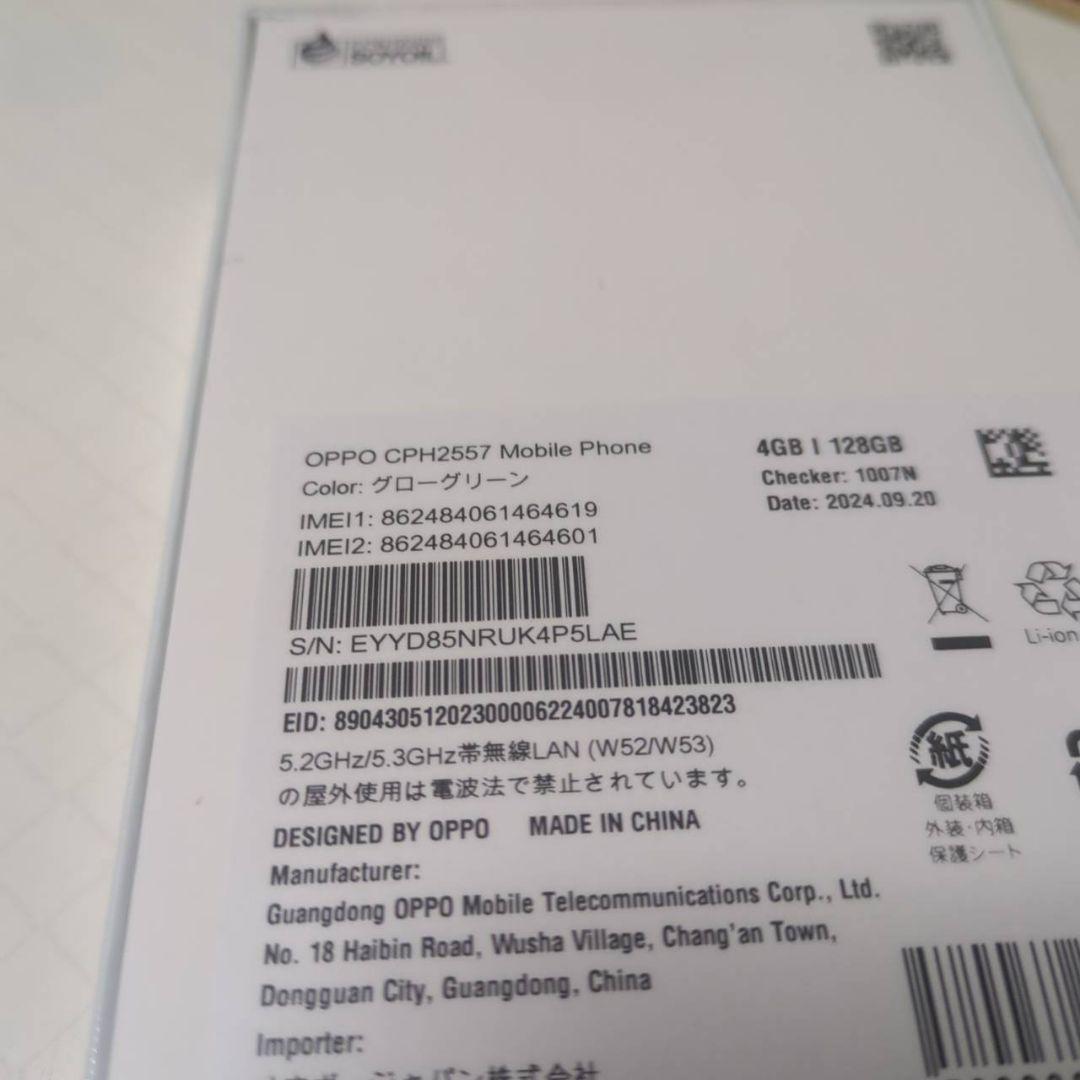 SOYOIL
OPPO CPH2557 Mobile Phone
4GB | 128GB
Color: グローグリーン
Checker: 1007N
IMEI1: 862484061464619
Date: 2024.09.20
IMEI2: 862484061464601
S/N: EYYD85NRUK4P5LAE
Li-ion
EID: 89043051202300006224007818423823
5.2GHz/5.3GHz帯無線LAN (W52/W53)
の屋外使用は電波法で禁止されています。
紙
個装箱
外装・内箱
保護シート
DESIGNED BY OPPO MADE IN CHINA
Manufacturer:
Guangdong OPPO Mobile Telecommunications Corp., Ltd.
No. 18 Haibin Road, Wusha Village, Chang'an Town,
Dongguan City, Guangdong, China
Importer: